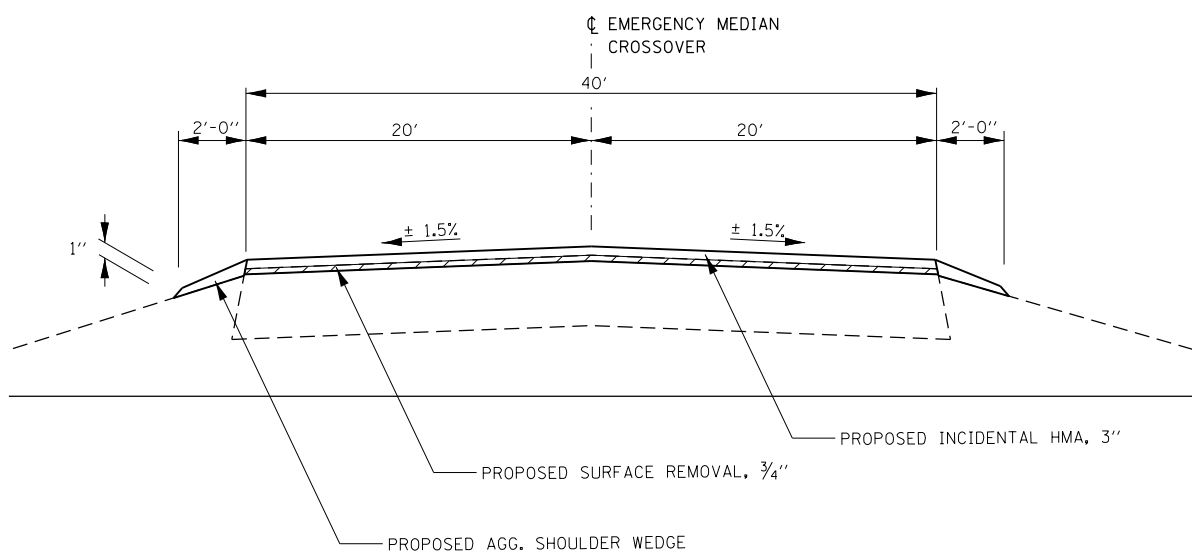 ℄ EMERGENCY MEDIAN
CROSSOVER
40'
2'-0"
20'
20'
2'-0"
1"
± 1.5%
± 1.5%
PROPOSED INCIDENTAL HMA, 3"
PROPOSED SURFACE REMOVAL, 3/4"
PROPOSED AGG. SHOULDER WEDGE